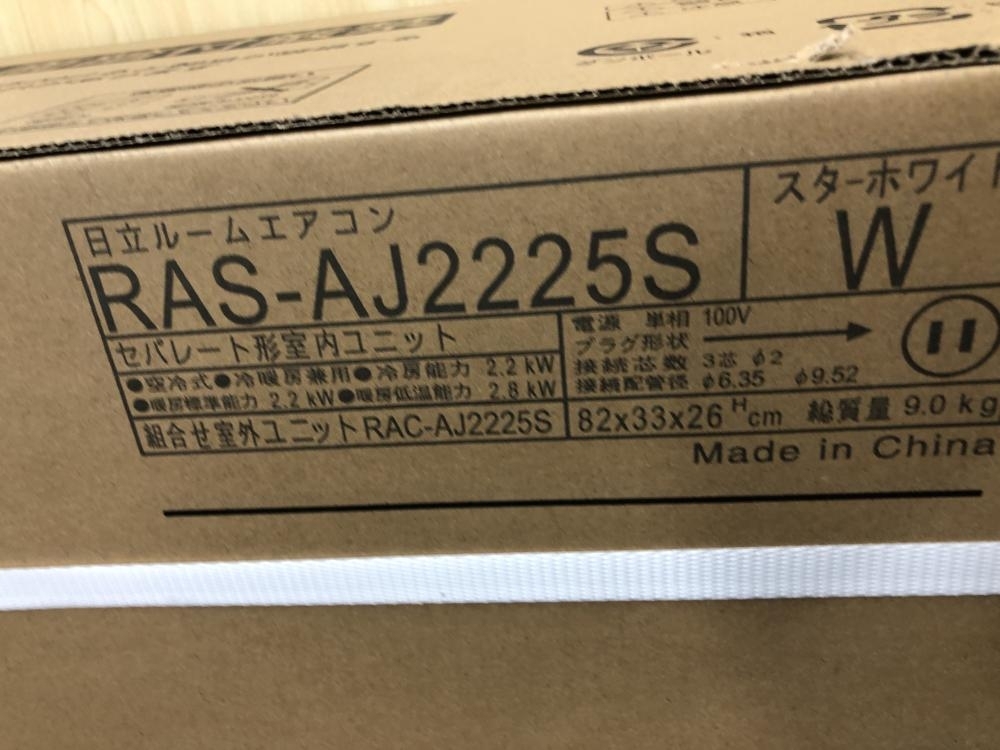 日立ルームエアコン
RAS-AJ2225S
スターホワイト
W
セパレート形室内ユニット
●空冷式●冷暖房兼用●冷房能力 2.2 kW
●暖房標準能力 2.2 kW●暖房低温能力 2.8 kW
組合せ室外ユニットRAC-AJ2225S
電源 単相 100V
プラグ形状
接続芯数 3芯 φ2
接続配管径 φ6.35 φ9.52
82x33x26ᴴcm 総質量 9.0 kg
Made in China